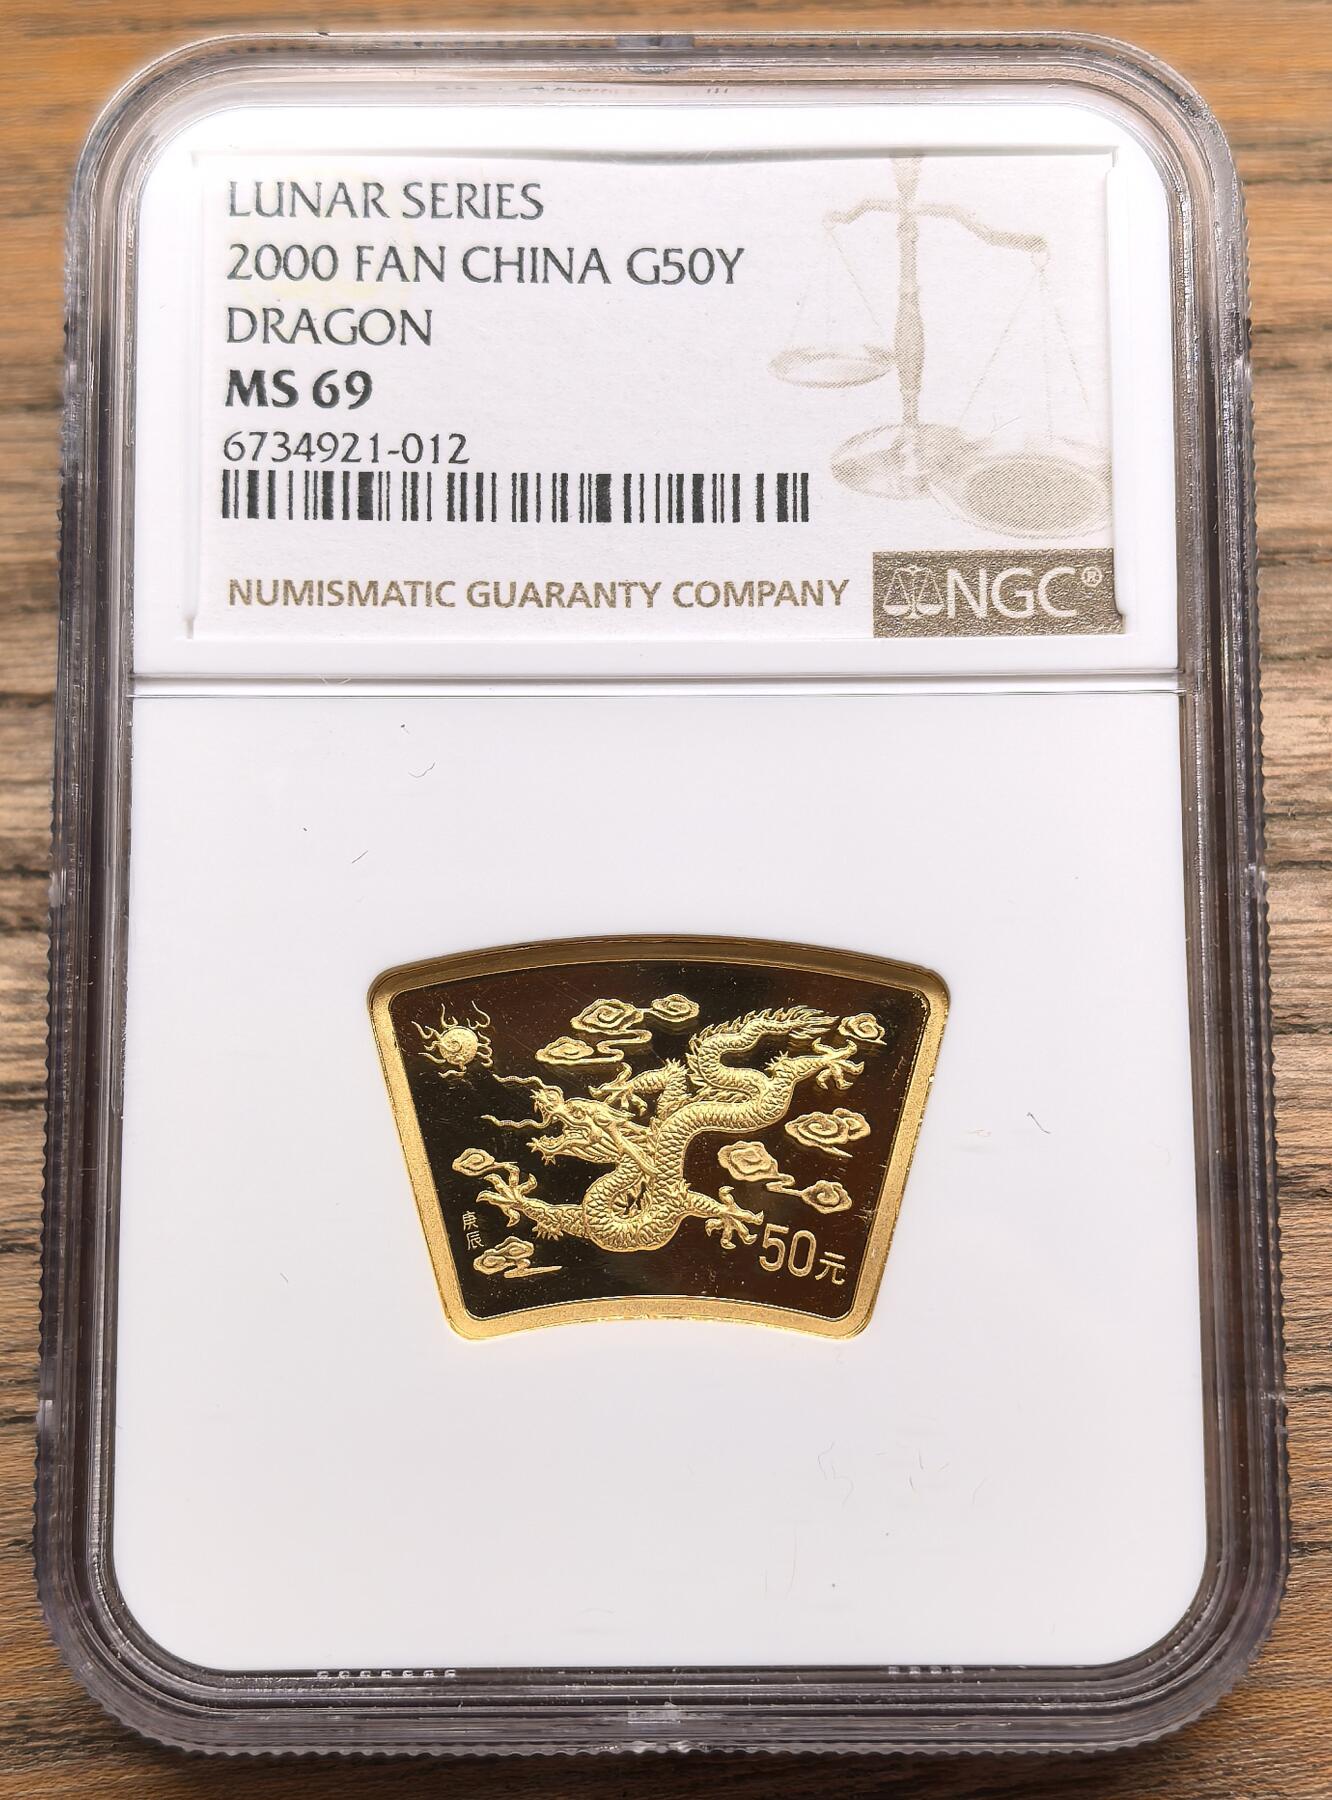 LUNAR SERIES
2000 FAN CHINA G50Y
DRAGON
MS 69
6734921-012
NUMISMATIC GUARANTY COMPANY
NGC®
庚辰
50元